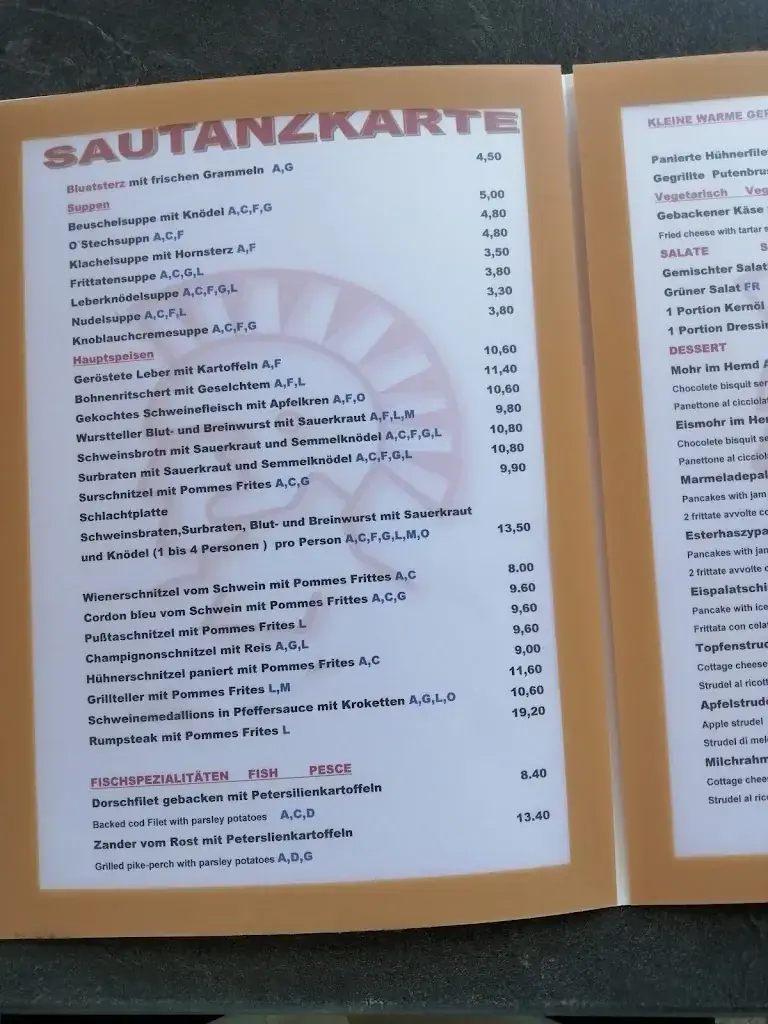 SAUTANZKARTE
Bluatsterz mit frischen Grammeln A,G 4,50
Suppen
Beuschelsuppe mit Knödel A,C,F,G 5,00
O`Stechsuppn A,C,F 4,80
Klachelsuppe mit Hornsterz A,F 4,80
Frittatensuppe A,C,G,L 3,50
Leberknödelsuppe A,C,F,G,L 3,80
Nudelsuppe A,C,F,L 3,30
Knoblauchcremesuppe A,C,F,G 3,80
Hauptspeisen
Geröstete Leber mit Kartoffeln A,F 10,60
Bohnenritschert mit Geselchtem A,F,L 11,40
Gekochtes Schweinefleisch mit Apfelkren A,F,O 10,60
Wurstteller Blut- und Breinwurst mit Sauerkraut A,F,L,M 9,80
Schweinsbrotn mit Sauerkraut und Semmelknödel A,C,F,G,L 10,80
Surbraten mit Sauerkraut und Semmelknödel A,C,F,G,L 10,80
Surschnitzel mit Pommes Frites A,C,G 9,90
Schlachtplatte
Schweinsbraten,Surbraten, Blut- und Breinwurst mit Sauerkraut
und Knödel (1 bis 4 Personen ) pro Person A,C,F,G,L,M,O 13,50
Wienerschnitzel vom Schwein mit Pommes Frittes A,C 8.00
Cordon bleu vom Schwein mit Pommes Frittes A,C,G 9.60
Pußtaschnitzel mit Pommes Frites L 9,60
Champignonschnitzel mit Reis A,G,L 9,60
Hühnerschnitzel paniert mit Pommes Frites A,C 9,00
Grillteller mit Pommes Frites L,M 11,60
Schweinemedallions in Pfeffersauce mit Kroketten A,G,L,O 10,60
Rumpsteak mit Pommes Frites L 19,20
FISCHSPEZIALITÄTEN FISH PESCE
Dorschfilet gebacken mit Petersilienkartoffeln 8.40
Backed cod Filet with parsley potatoes A,C,D
Zander vom Rost mit Peterslienkartoffeln 13.40
Grilled pike-perch with parsley potatoes A,D,G
KLEINE WARME
Panierte Hühnerfile
Gegrillte Putenbrus
Vegetarisch
Gebackener Käse
Fried cheese with tartar
SALATE
Gemischter Salat
Grüner Salat FR
1 Portion Kernöl
1 Portion Dressin
DESSERT
Mohr im Hemd
Chocolete bisquit ser
Panettone al cicciolat
Eismohr im He
Chocolete bisquit se
Panettone al cicciol
Marmeladepal
Pancakes with jam
2 frittate avvolte co
Esterhaszypa
Pancakes with jan
2 frittate avvolte
Eispalatschi
Pancake with ice
Frittata con cela
Topfenstruc
Cottage cheese
Strudel al ricott
Apfelstrude
Apple strudel
Strudel di mel
Milchrahm
Cottage chee
Strudel al ric